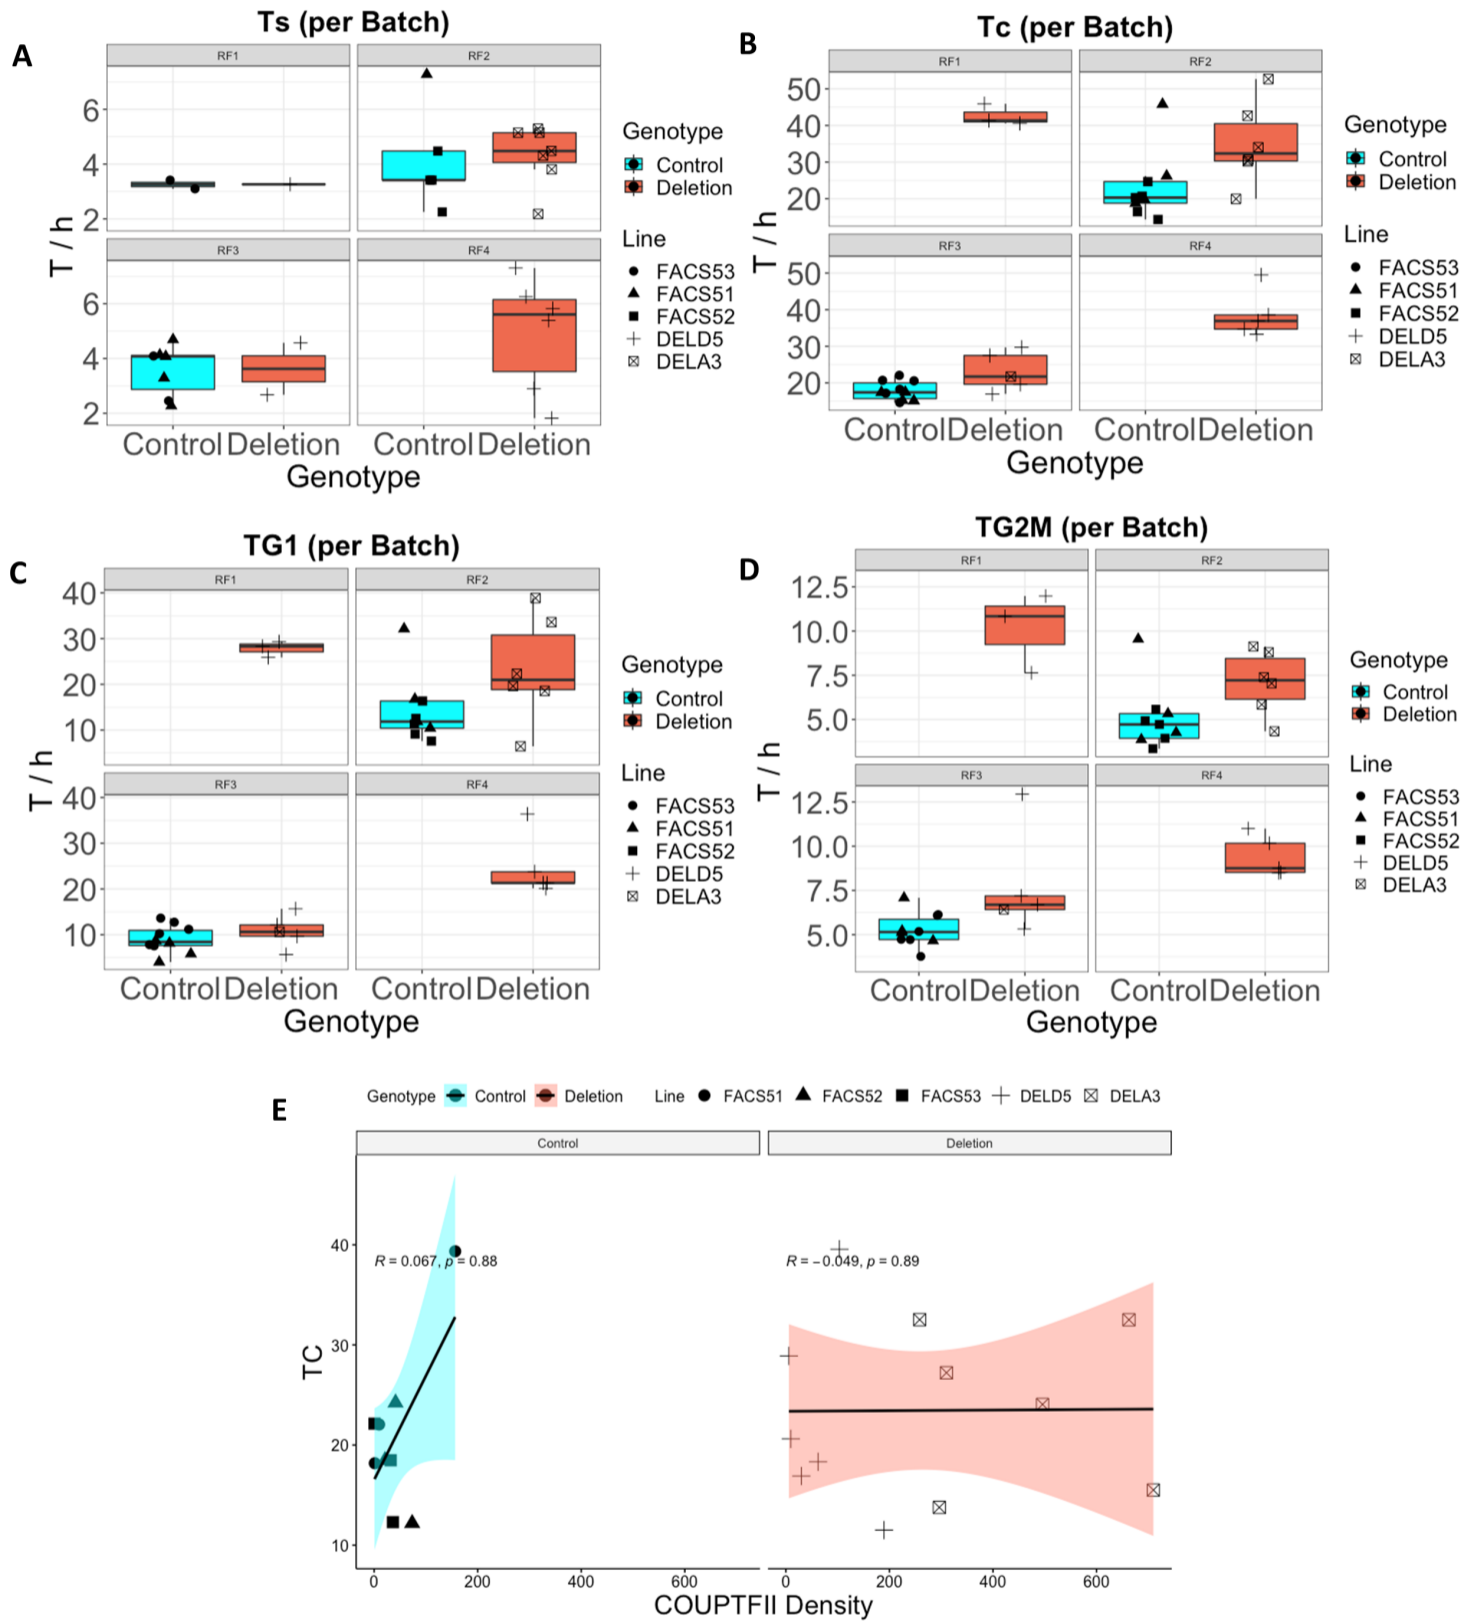 A
Ts (per Batch)
RF1
RF2
6
4
2
RF3
RF4
6
4
2
T / h
Control Deletion
Control Deletion
Genotype
Genotype
Control
Deletion
Line
FACS53
FACS51
FACS52
DELD5
DELA3
B
Tc (per Batch)
RF1
RF2
50
40
30
20
RF3
RF4
50
40
30
20
T / h
Control Deletion
Control Deletion
Genotype
Genotype
Control
Deletion
Line
FACS53
FACS51
FACS52
DELD5
DELA3
C
TG1 (per Batch)
RF1
RF2
40
30
20
10
RF3
RF4
40
30
20
10
T / h
Control Deletion
Control Deletion
Genotype
Genotype
Control
Deletion
Line
FACS53
FACS51
FACS52
DELD5
DELA3
D
TG2M (per Batch)
RF1
RF2
12.5
10.0
7.5
5.0
RF3
RF4
12.5
10.0
7.5
5.0
T / h
Control Deletion
Control Deletion
Genotype
Genotype
Control
Deletion
Line
FACS53
FACS51
FACS52
DELD5
DELA3
E
Genotype Control Deletion Line FACS51 FACS52 FACS53 DELD5 DELA3
Control
Deletion
40
30
20
10
TC
R = 0.067, p = 0.88
R = −0.049, p = 0.89
0 200 400 600
0 200 400 600
COUPTFII Density